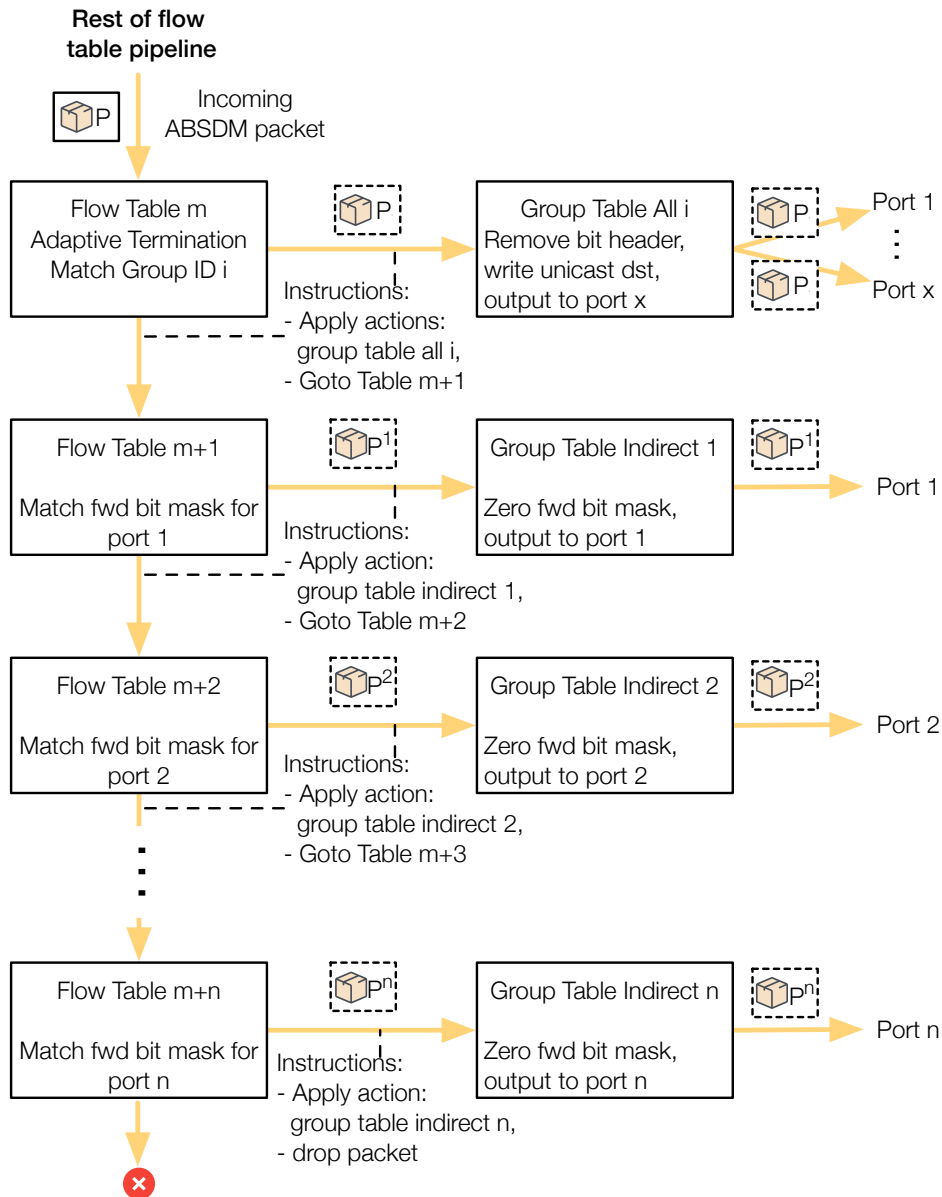 Rest of flow
table pipeline
P
Incoming
ABSDM packet
Flow Table m
Adaptive Termination
Match Group ID i
P
Group Table All i
Remove bit header,
write unicast dst,
output to port x
P
P
Port 1
⋮
Port x
Instructions:
- Apply actions:
group table all i,
- Goto Table m+1
Flow Table m+1
Match fwd bit mask for
port 1
P¹
Group Table Indirect 1
Zero fwd bit mask,
output to port 1
P¹
Port 1
Instructions:
- Apply action:
group table indirect 1,
- Goto Table m+2
Flow Table m+2
Match fwd bit mask for
port 2
P²
Group Table Indirect 2
Zero fwd bit mask,
output to port 2
P²
Port 2
Instructions:
- Apply action:
group table indirect 2,
- Goto Table m+3
⋮
Flow Table m+n
Match fwd bit mask for
port n
Pⁿ
Group Table Indirect n
Zero fwd bit mask,
output to port n
Pⁿ
Port n
Instructions:
- Apply action:
group table indirect n,
- drop packet